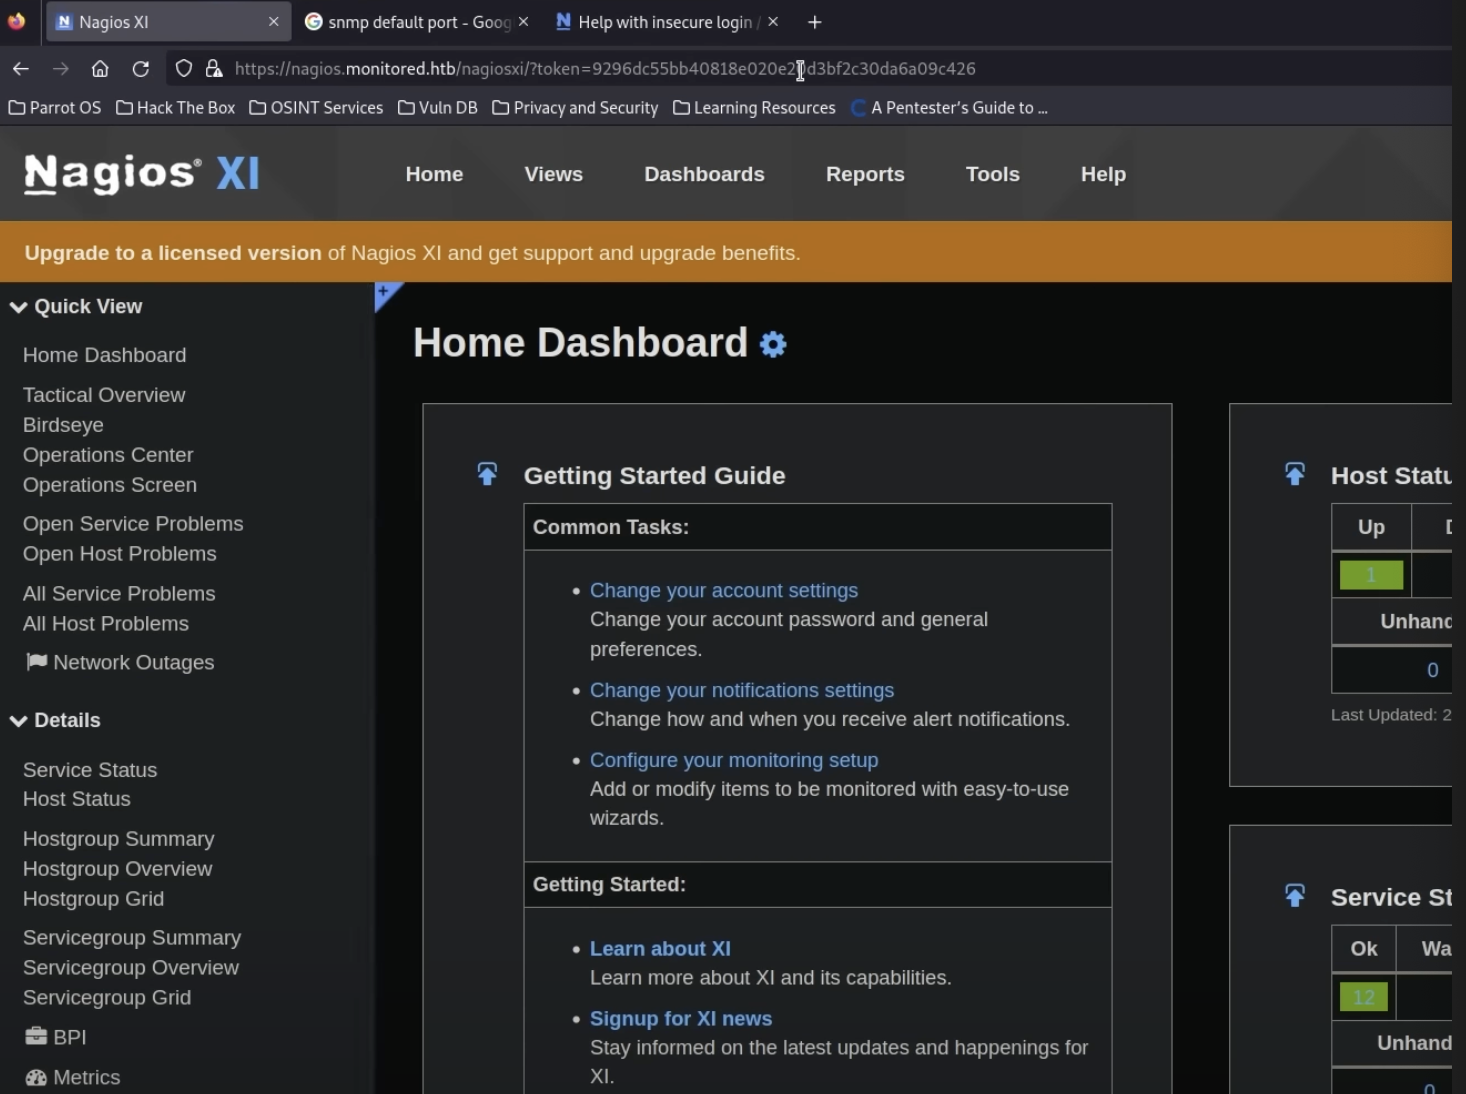 Nagios XI
snmp default port - Goog
Help with insecure login /
https://nagios.monitored.htb/nagiosxi/?token=9296dc55bb40818e020e2 d3bf2c30da6a09c426
Parrot OS Hack The Box OSINT Services Vuln DB Privacy and Security Learning Resources A Pentester's Guide to ...
Nagios® XI
Home Views Dashboards Reports Tools Help
Upgrade to a licensed version of Nagios XI and get support and upgrade benefits.
Quick View
Home Dashboard
Tactical Overview
Birdseye
Operations Center
Operations Screen
Open Service Problems
Open Host Problems
All Service Problems
All Host Problems
Network Outages
Details
Service Status
Host Status
Hostgroup Summary
Hostgroup Overview
Hostgroup Grid
Servicegroup Summary
Servicegroup Overview
Servicegroup Grid
BPI
Metrics
Home Dashboard
Getting Started Guide
Common Tasks:
Change your account settings
Change your account password and general
preferences.
Change your notifications settings
Change how and when you receive alert notifications.
Configure your monitoring setup
Add or modify items to be monitored with easy-to-use
wizards.
Getting Started:
Learn about XI
Learn more about XI and its capabilities.
Signup for XI news
Stay informed on the latest updates and happenings for
XI.
Host Statu
Up D
1
Unhand
0
Last Updated: 2
Service St
Ok Wa
12
Unhand
0